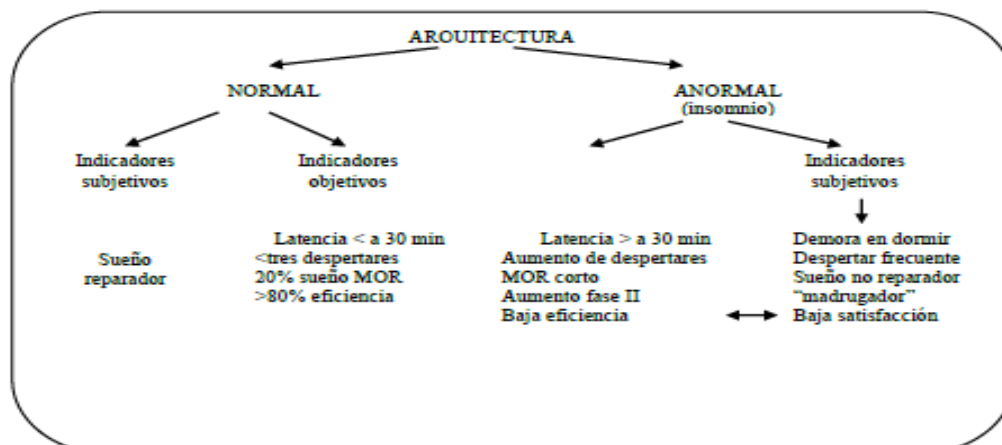 AROUITECTURA
NORMAL
ANORMAL
(insomnio)
Indicadores
subjetivos
Indicadores
objetivos
Indicadores
subjetivos
Sueño
reparador
Latencia < a 30 min
<tres despertares
20% sueño MOR
>80% eficiencia
Latencia > a 30 min
Aumento de despertares
MOR corto
Aumento fase II
Baja eficiencia
Demora en dormir
Despertar frecuente
Sueño no reparador
"madrugador"
Baja satisfacción